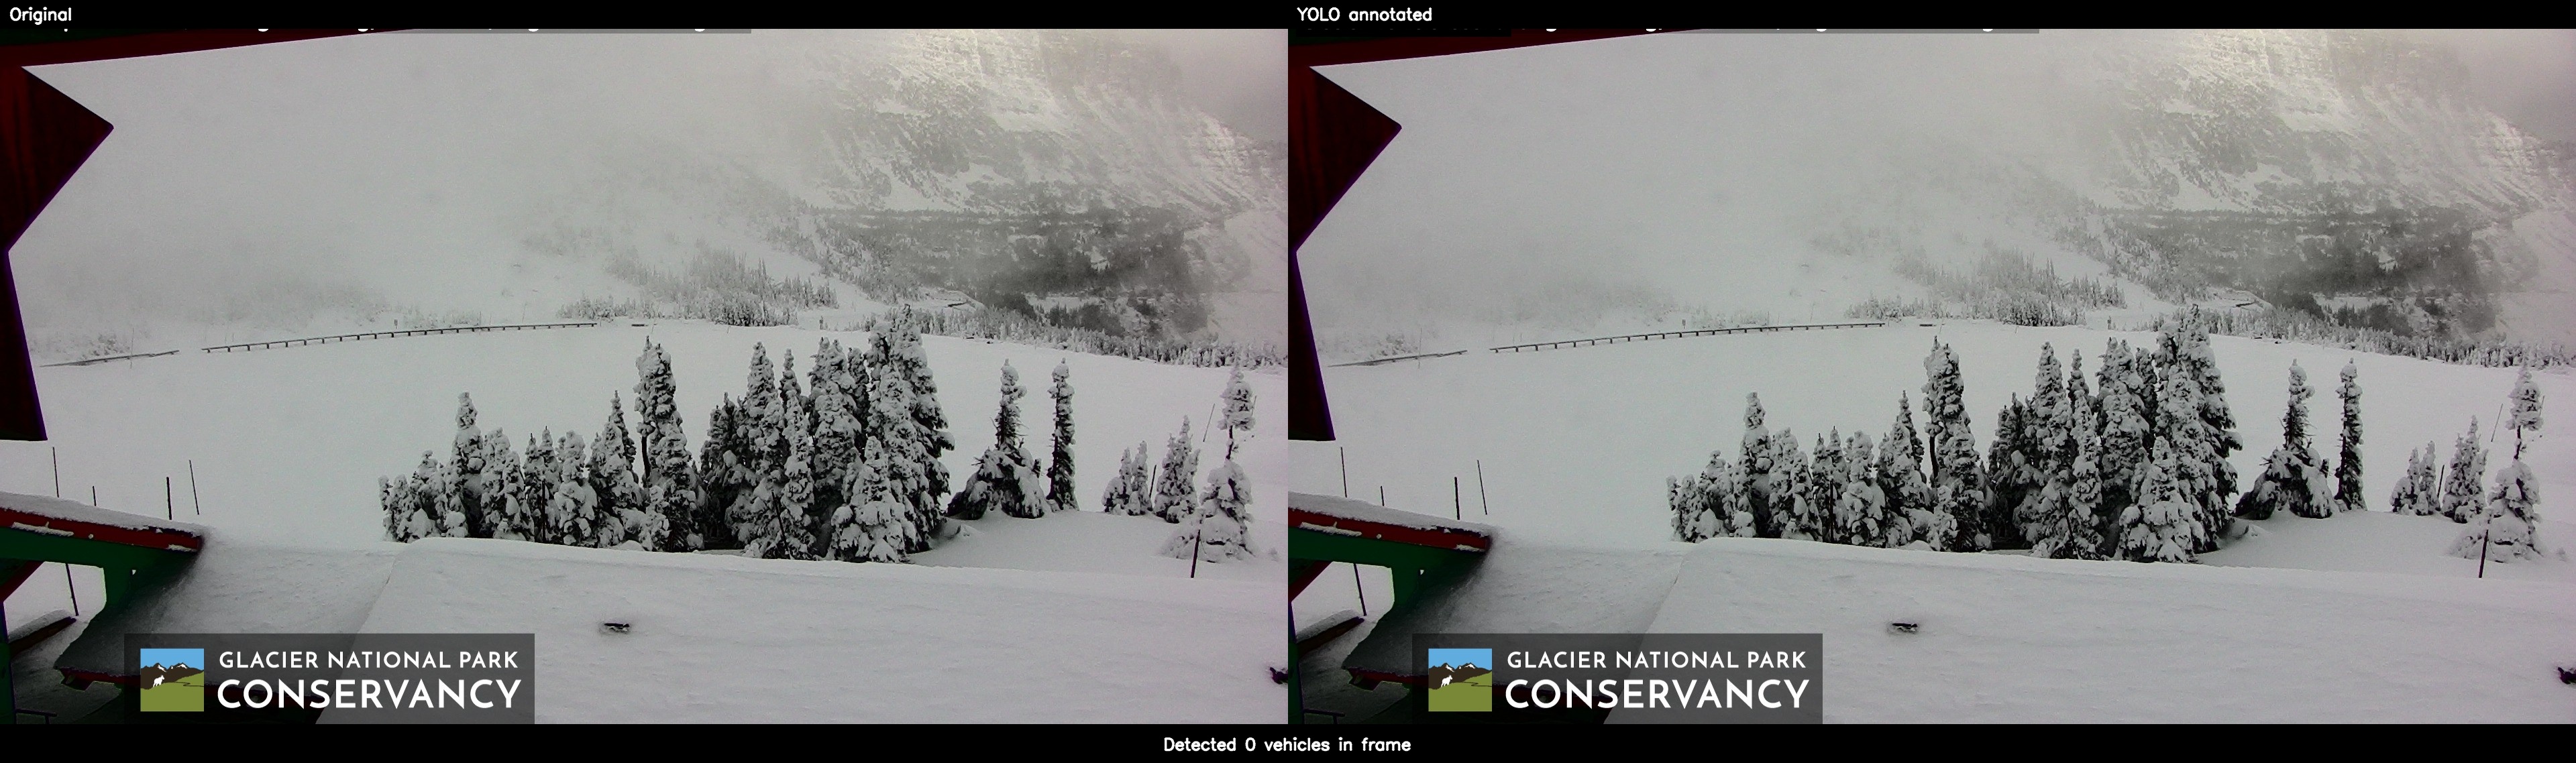 Original
YOLO annotated
GLACIER NATIONAL PARK
CONSERVANCY
GLACIER NATIONAL PARK
CONSERVANCY
Detected 0 vehicles in frame